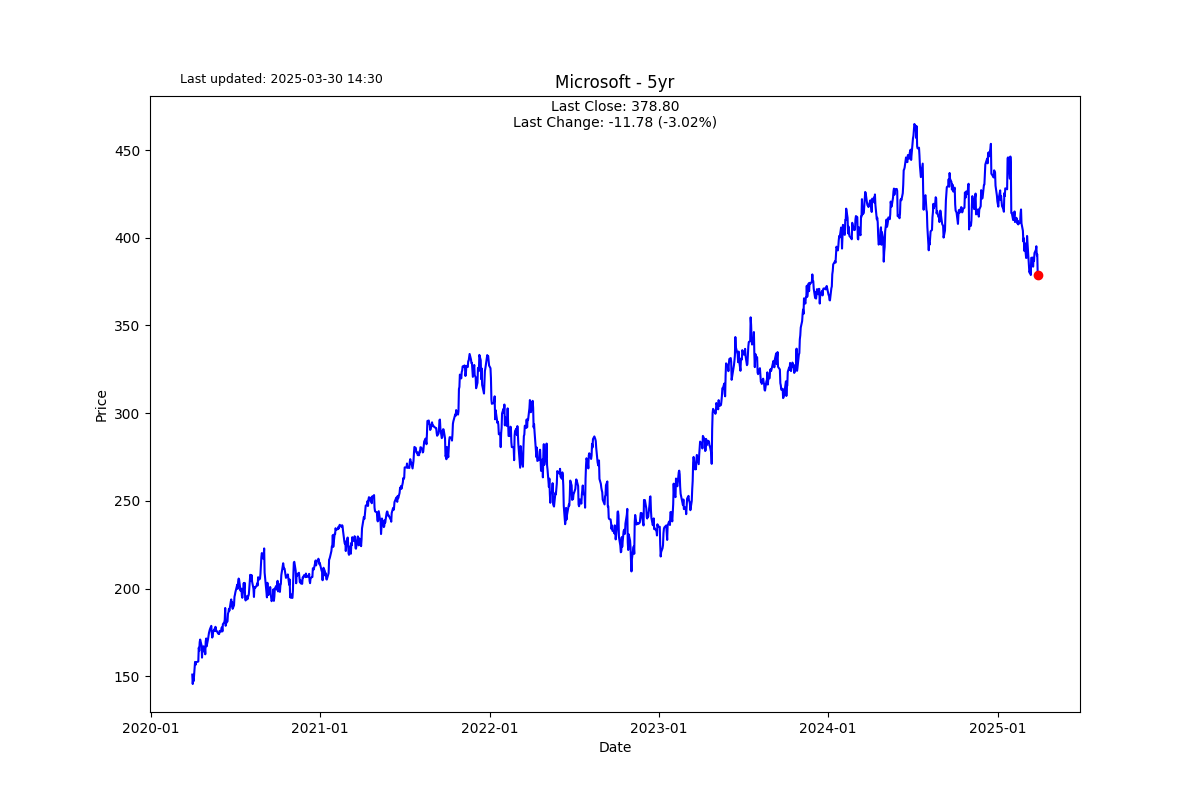 Last updated: 2025-03-30 14:30
Microsoft - 5yr
Last Close: 378.80
Last Change: -11.78 (-3.02%)
450
400
350
300
250
200
150
Price
2020-01
2021-01
2022-01
2023-01
2024-01
2025-01
Date